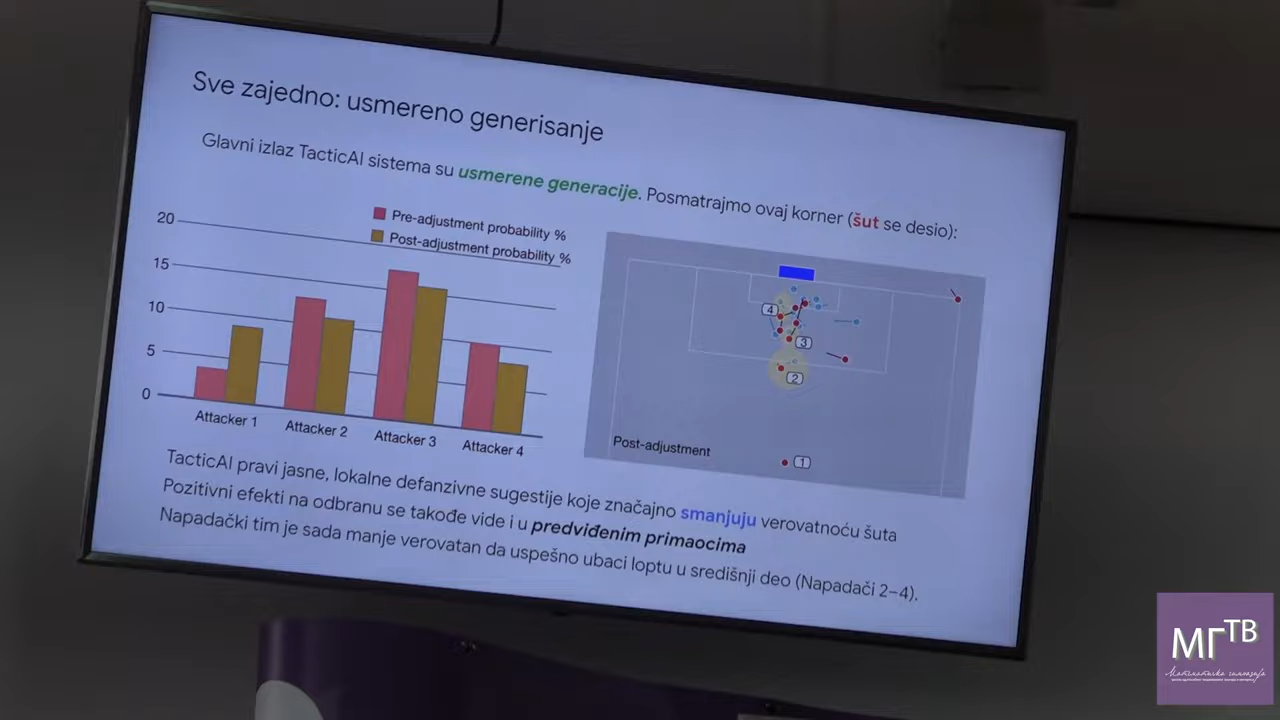 Sve zajedno: usmereno generisanje
Glavni izlaz TacticAI sistema su usmerene generacije. Posmatrajmo ovaj korner (šut se desio):
Pre-adjustment probability %
Post-adjustment probability %
20
15
10
5
0
Attacker 1
Attacker 2
Attacker 3
Attacker 4
4
3
2
1
Post-adjustment
TacticAI pravi jasne, lokalne defanzivne sugestije koje značajno smanjuju verovatnoću šuta
Pozitivni efekti na odbranu se takođe vide i u predviđenim primaocima
Napadački tim je sada manje verovatan da uspešno ubaci loptu u središnji deo (Napadači 2–4).
МГТВ
Математичка гимназија